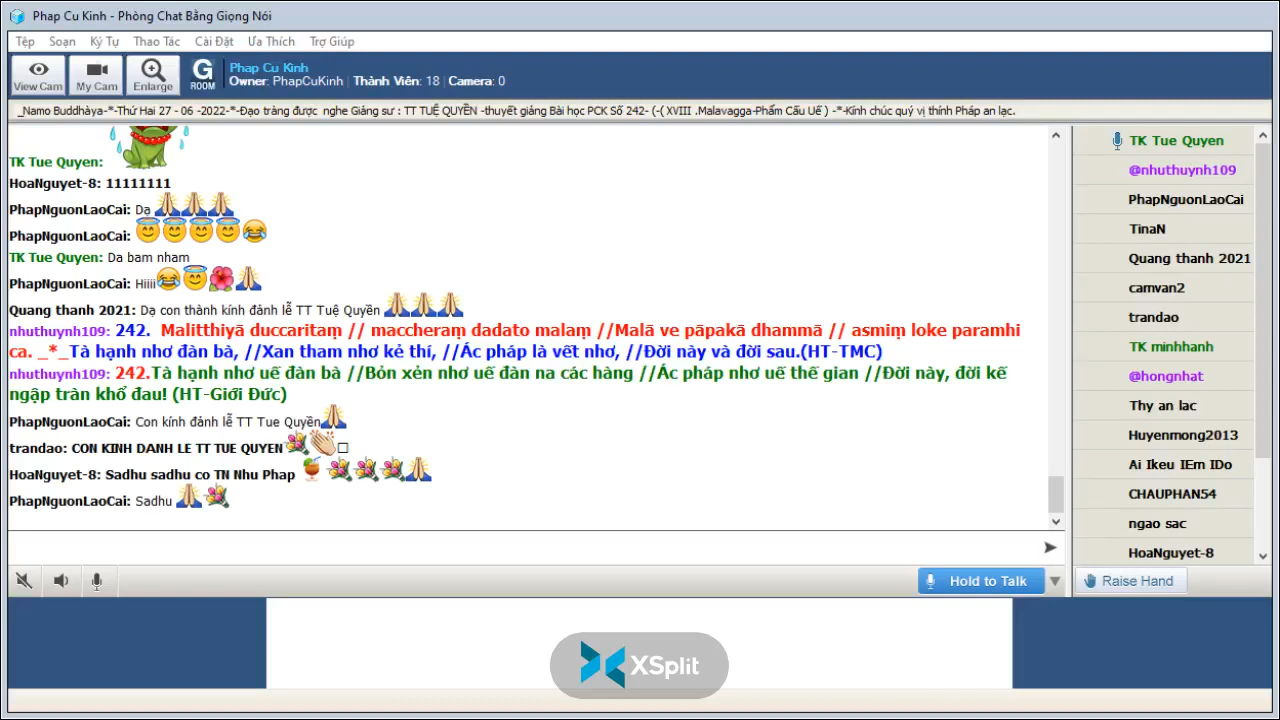 Phap Cu Kinh - Phòng Chat Bằng Giọng Nói
Tệp Soạn Ký Tự Thao Tác Cài Đặt Ưa Thích Trợ Giúp
View Cam My Cam Enlarge G ROOM
Phap Cu Kinh
Owner: PhapCuKinh | Thành Viên: 18 | Camera: 0
_Namo Buddhàya-*-Thứ Hai 27 - 06 -2022-*-Đạo tràng được nghe Giảng sư : TT TUỆ QUYỀN -thuyết giảng Bài học PCK Số 242- (-( XVIII .Malavagga-Phẩm Cấu Uế ) -*-Kính chúc quý vị thính Pháp an lạc.
TK Tue Quyen:
HoaNguyet-8: 11111111
PhapNguonLaoCai: Dạ 🙏🙏🙏
PhapNguonLaoCai: 😇😇😇😇😂
TK Tue Quyen: Da bam nham
PhapNguonLaoCai: Hiiii😂😇🌺🙏
Quang thanh 2021: Dạ con thành kính đảnh lễ TT Tuệ Quyền 🙏🙏🙏
nhuthuynh109: 242. Malitthiyā duccaritaṃ // maccheraṃ dadato malaṃ //Malā ve pāpakā dhammā // asmiṃ loke paramhi
ca. _*_Tà hạnh nhơ đàn bà, //Xan tham nhơ kẻ thí, //Ác pháp là vết nhơ, //Đời này và đời sau.(HT-TMC)
nhuthuynh109: 242.Tà hạnh nhơ uế đàn bà //Bỏn xẻn nhơ uế đàn na các hàng //Ác pháp nhơ uế thế gian //Đời này, đời kế
ngập tràn khổ đau! (HT-Giới Đức)
PhapNguonLaoCai: Con kính đảnh lễ TT Tue Quyền🙏
trandao: CON KINH DANH LE TT TUE QUYEN💐👏□
HoaNguyet-8: Sadhu sadhu co TN Nhu Phap 🍹💐💐💐🙏
PhapNguonLaoCai: Sadhu 🙏💐
Hold to Talk
TK Tue Quyen
@nhuthuynh109
PhapNguonLaoCai
TinaN
Quang thanh 2021
camvan2
trandao
TK minhhanh
@hongnhat
Thy an lac
Huyenmong2013
Ai Ikeu IEm IDo
CHAUPHAN54
ngao sac
HoaNguyet-8
Raise Hand
XSplit